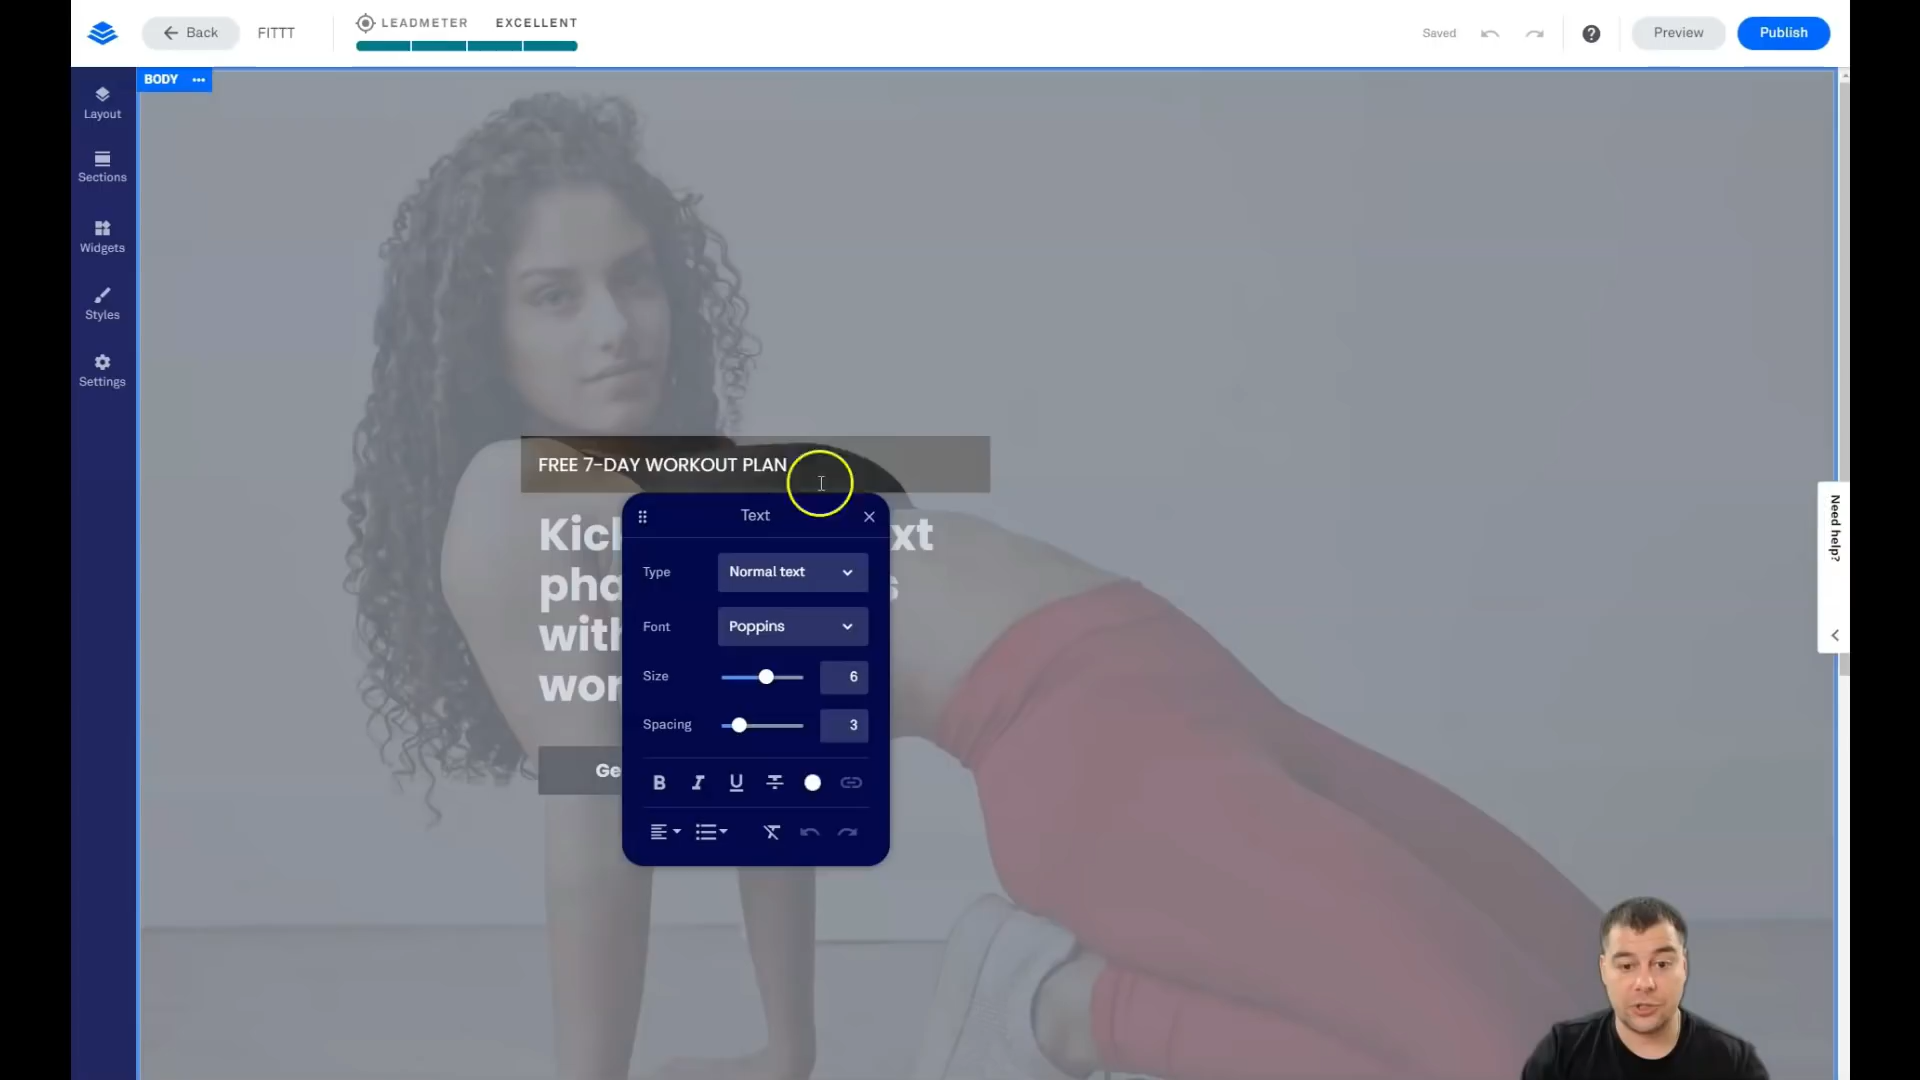 Back
FITTT
LEADMETER EXCELLENT
Saved
Preview
Publish
BODY
Layout
Sections
Widgets
Styles
Settings
FREE 7-DAY WORKOUT PLAN
Text
Type Normal text
Font Poppins
Size 6
Spacing 3
B I U
Need help?